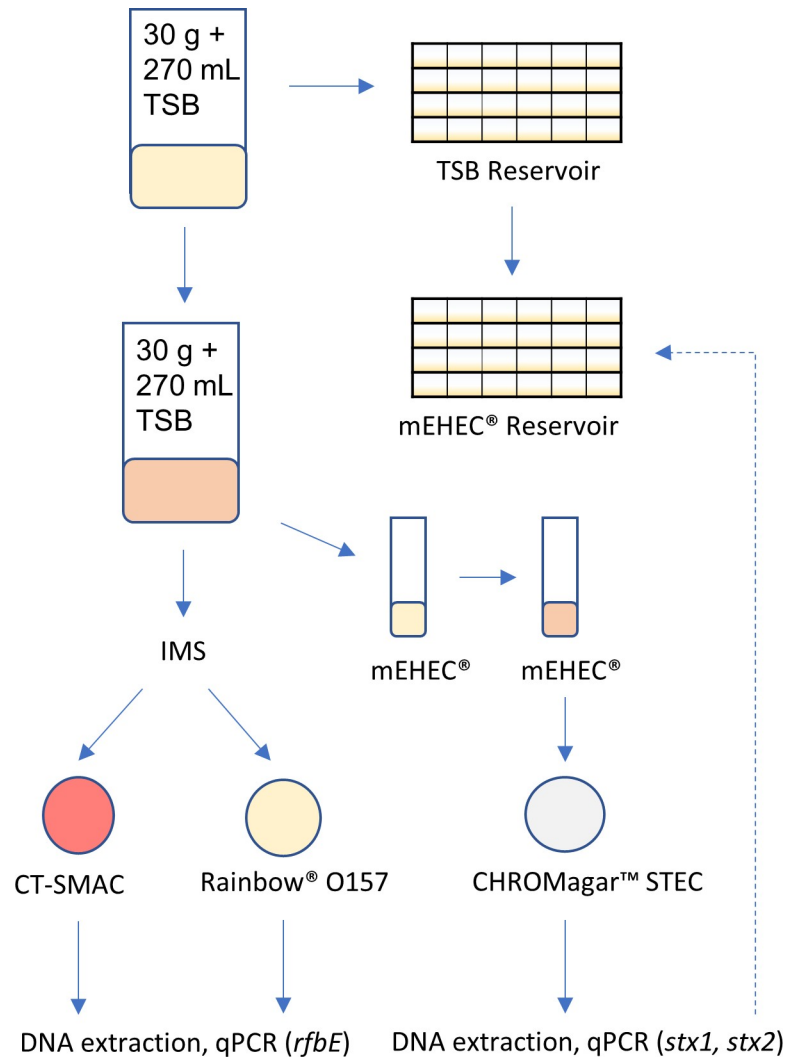 30 g +
270 mL
TSB
TSB Reservoir
30 g +
270 mL
TSB
mEHEC® Reservoir
IMS
mEHEC®
mEHEC®
CT-SMAC
Rainbow® O157
CHROMagar™ STEC
DNA extraction, qPCR (rfbE)
DNA extraction, qPCR (stx1, stx2)